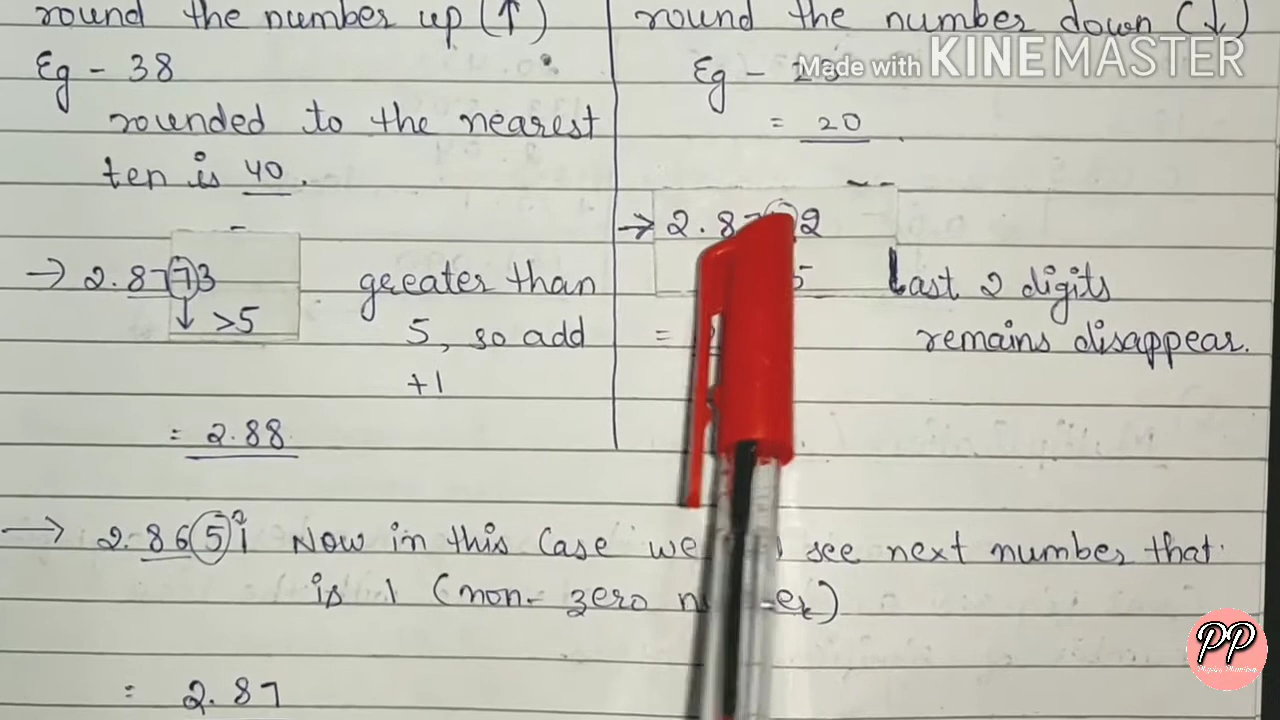 round the number up (↑)
Eg - 38
rounded to the nearest
ten is 40.
→ 2.8773
↓ >5
greater than
5, so add
+1
= 2.88
round the number down (↓)
Made with KINEMASTER
Eg -
= 20
→ 2.87 2
5
=
Last 2 digits
remains disappear.
→ 2.8651 Now in this case we see next number that
is 1 (non-zero
= 2.87
PP